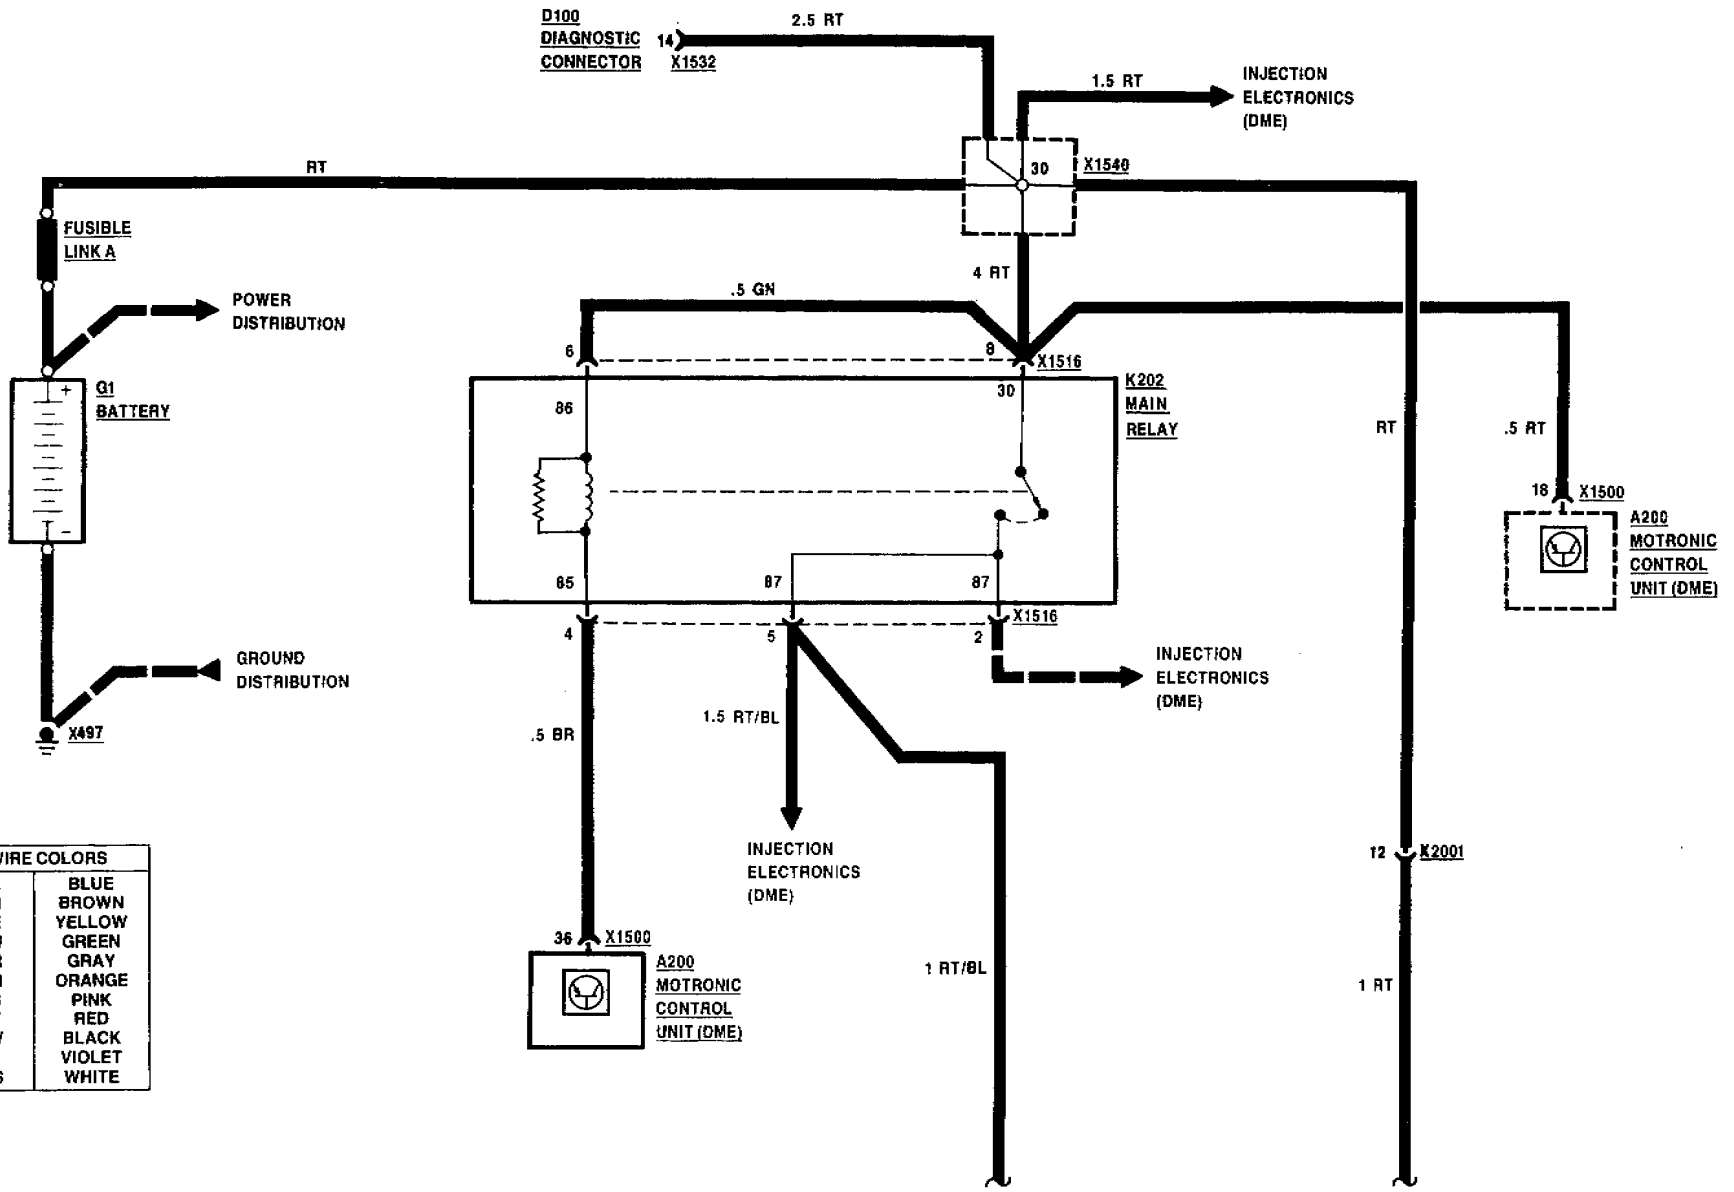 D100
DIAGNOSTIC
CONNECTOR
14
X1532
2.5 RT
1.5 RT
INJECTION
ELECTRONICS
(DME)
RT
30
X1540
FUSIBLE
LINK A
4 RT
.5 GN
POWER
DISTRIBUTION
6
8
X1516
G1
BATTERY
+
−
86
30
K202
MAIN
RELAY
RT
.5 RT
18
X1500
A200
MOTRONIC
CONTROL
UNIT (DME)
85
87
87
4
5
2
X1516
GROUND
DISTRIBUTION
INJECTION
ELECTRONICS
(DME)
X497
.5 BR
1.5 RT/BL
INJECTION
ELECTRONICS
(DME)
12
X2001
WIRE COLORS
BLUE
BROWN
YELLOW
GREEN
GRAY
ORANGE
PINK
RED
BLACK
VIOLET
WHITE
36
X1500
A200
MOTRONIC
CONTROL
UNIT (DME)
1 RT/BL
1 RT